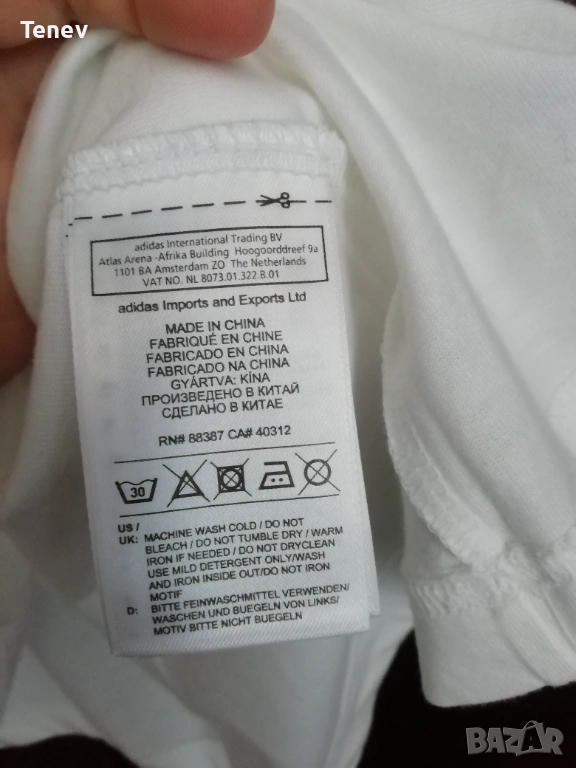 Tenev
adidas International Trading BV
Atlas Arena -Afrika Building Hoogoorddreef 9a
1101 BA Amsterdam ZO The Netherlands
VAT NO. NL 8073.01.322.B.01
adidas Imports and Exports Ltd
MADE IN CHINA
FABRIQUÉ EN CHINE
FABRICADO EN CHINA
FABRICADO NA CHINA
GYÁRTVA: KÍNA
ПРОИЗВЕДЕНО В КИТАЙ
СДЕЛАНО В КИТАЕ
RN# 88387 CA# 40312
30
US /
UK: MACHINE WASH COLD / DO NOT
BLEACH / DO NOT TUMBLE DRY / WARM
IRON IF NEEDED / DO NOT DRYCLEAN
USE MILD DETERGENT ONLY/WASH
AND IRON INSIDE OUT/DO NOT IRON
MOTIF
D: BITTE FEINWASCHMITTEL VERWENDEN/
WASCHEN UND BUEGELN VON LINKS/
MOTIV BITTE NICHT BUEGELN
BAZAR